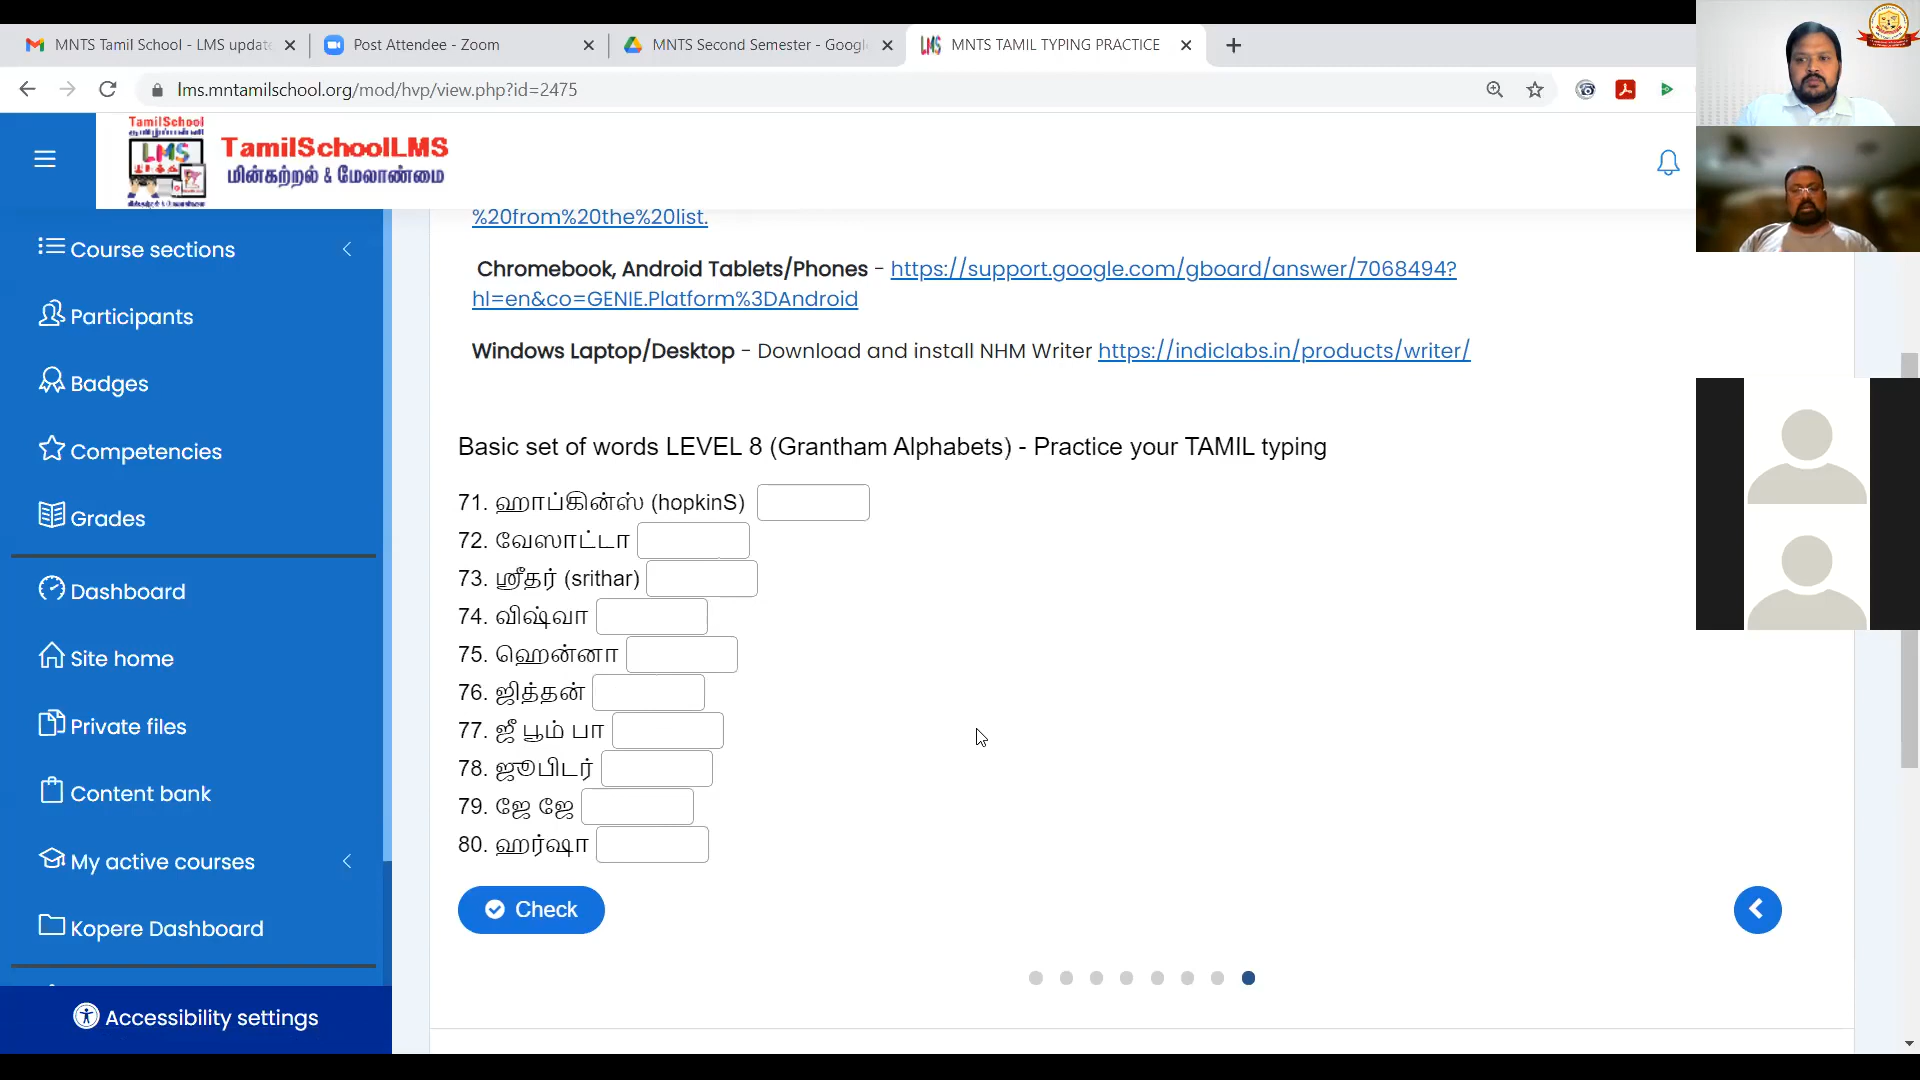 MNTS Tamil School - LMS update
Post Attendee - Zoom
MNTS Second Semester - Googl
LMS MNTS TAMIL TYPING PRACTICE
lms.mntamilschool.org/mod/hvp/view.php?id=2475
TamilSchool
LMS
TamilSchoolLMS
மின்கற்றல் & மேலாண்மை
Course sections
Participants
Badges
Competencies
Grades
Dashboard
Site home
Private files
Content bank
My active courses
Kopere Dashboard
Accessibility settings
%20from%20the%20list.
Chromebook, Android Tablets/Phones - https://support.google.com/gboard/answer/7068494?
hl=en&co=GENIE.Platform%3DAndroid
Windows Laptop/Desktop - Download and install NHM Writer https://indiclabs.in/products/writer/
Basic set of words LEVEL 8 (Grantham Alphabets) - Practice your TAMIL typing
71. ஹாப்கின்ஸ் (hopkinS)
72. வேஸாட்டா
73. ஸ்ரீதர் (srithar)
74. விஷ்வா
75. ஹென்னா
76. ஜித்தன்
77. ஜீ பூம் பா
78. ஜூபிடர்
79. ஜே ஜே
80. ஹர்ஷா
Check